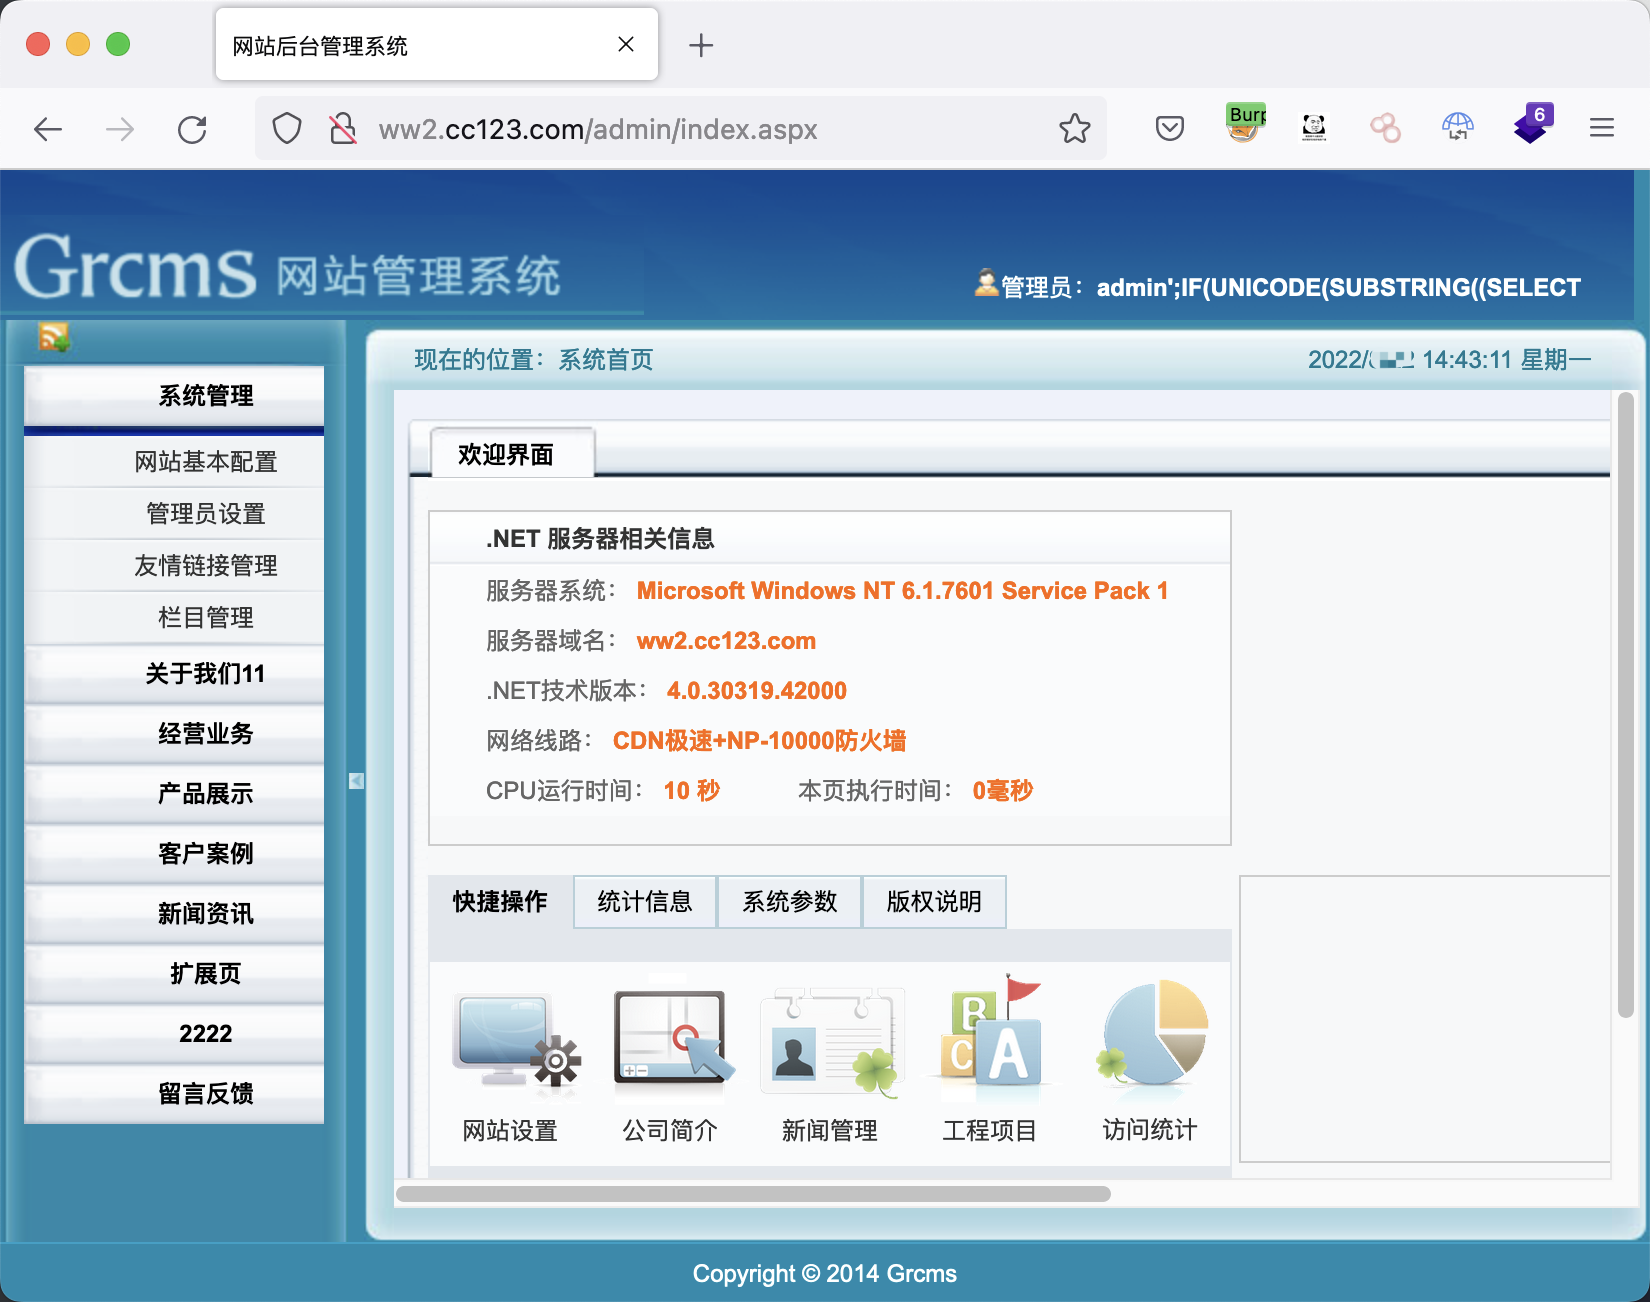 网站后台管理系统
ww2.cc123.com/admin/index.aspx
Burp
6
Grcms 网站管理系统
管理员：admin';IF(UNICODE(SUBSTRING((SELECT
现在的位置：系统首页
2022/ 14:43:11 星期一
系统管理
网站基本配置
管理员设置
友情链接管理
栏目管理
关于我们11
经营业务
产品展示
客户案例
新闻资讯
扩展页
2222
留言反馈
欢迎界面
.NET 服务器相关信息
服务器系统： Microsoft Windows NT 6.1.7601 Service Pack 1
服务器域名： ww2.cc123.com
.NET技术版本： 4.0.30319.42000
网络线路： CDN极速+NP-10000防火墙
CPU运行时间： 10 秒 本页执行时间： 0毫秒
快捷操作 统计信息 系统参数 版权说明
B
C A
网站设置 公司简介 新闻管理 工程项目 访问统计
Copyright © 2014 Grcms